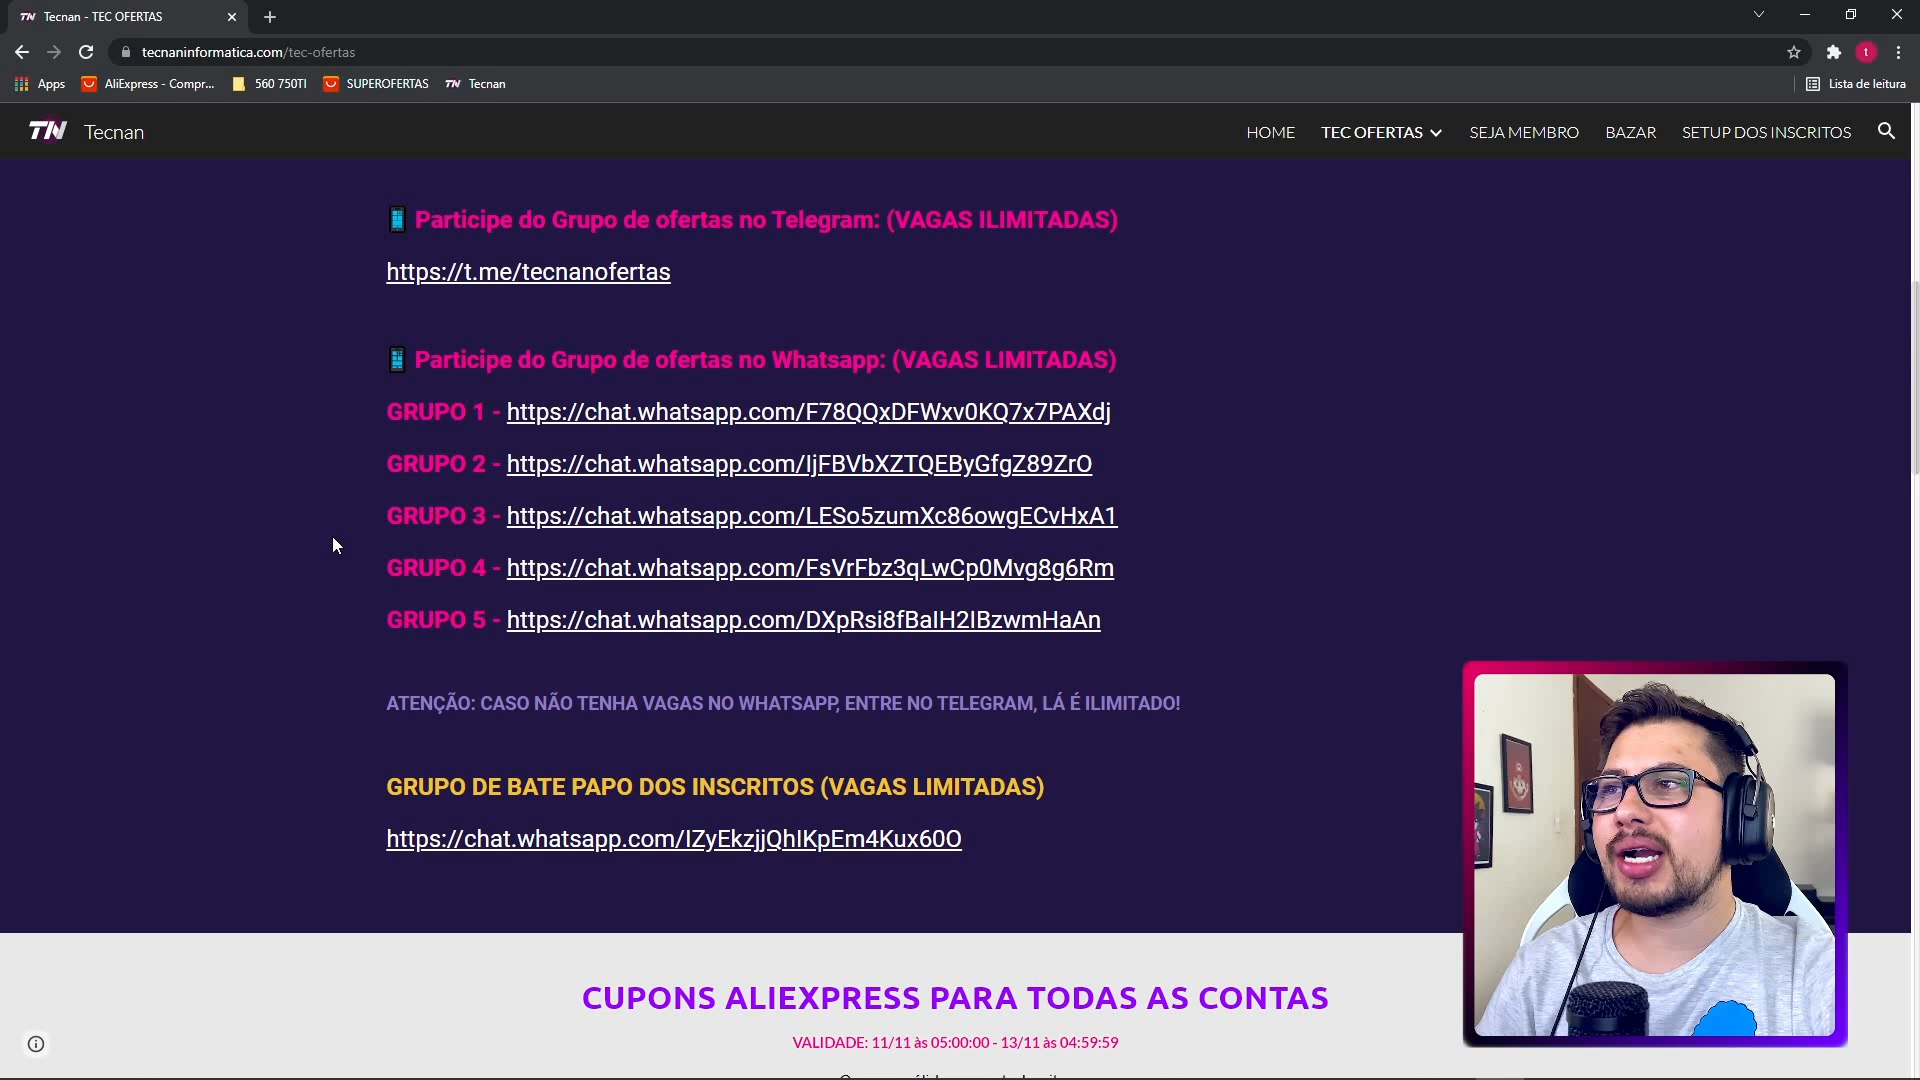 TN Tecnan - TEC OFERTAS
tecnaninformatica.com/tec-ofertas
t
Apps
AliExpress - Compr...
560 750TI
SUPEROFERTAS
TN Tecnan
Lista de leitura
TN Tecnan
HOME
TEC OFERTAS
SEJA MEMBRO
BAZAR
SETUP DOS INSCRITOS
Participe do Grupo de ofertas no Telegram: (VAGAS ILIMITADAS)
https://t.me/tecnanofertas
Participe do Grupo de ofertas no Whatsapp: (VAGAS LIMITADAS)
GRUPO 1 - https://chat.whatsapp.com/F78QQxDFWxv0KQ7x7PAXdj
GRUPO 2 - https://chat.whatsapp.com/IjFBVbXZTQEByGfgZ89ZrO
GRUPO 3 - https://chat.whatsapp.com/LESo5zumXc86owgECvHxA1
GRUPO 4 - https://chat.whatsapp.com/FsVrFbz3qLwCp0Mvg8g6Rm
GRUPO 5 - https://chat.whatsapp.com/DXpRsi8fBaIH2IBzwmHaAn
ATENÇÃO: CASO NÃO TENHA VAGAS NO WHATSAPP, ENTRE NO TELEGRAM, LÁ É ILIMITADO!
GRUPO DE BATE PAPO DOS INSCRITOS (VAGAS LIMITADAS)
https://chat.whatsapp.com/IZyEkzjjQhIKpEm4Kux60O
CUPONS ALIEXPRESS PARA TODAS AS CONTAS
VALIDADE: 11/11 às 05:00:00 - 13/11 às 04:59:59